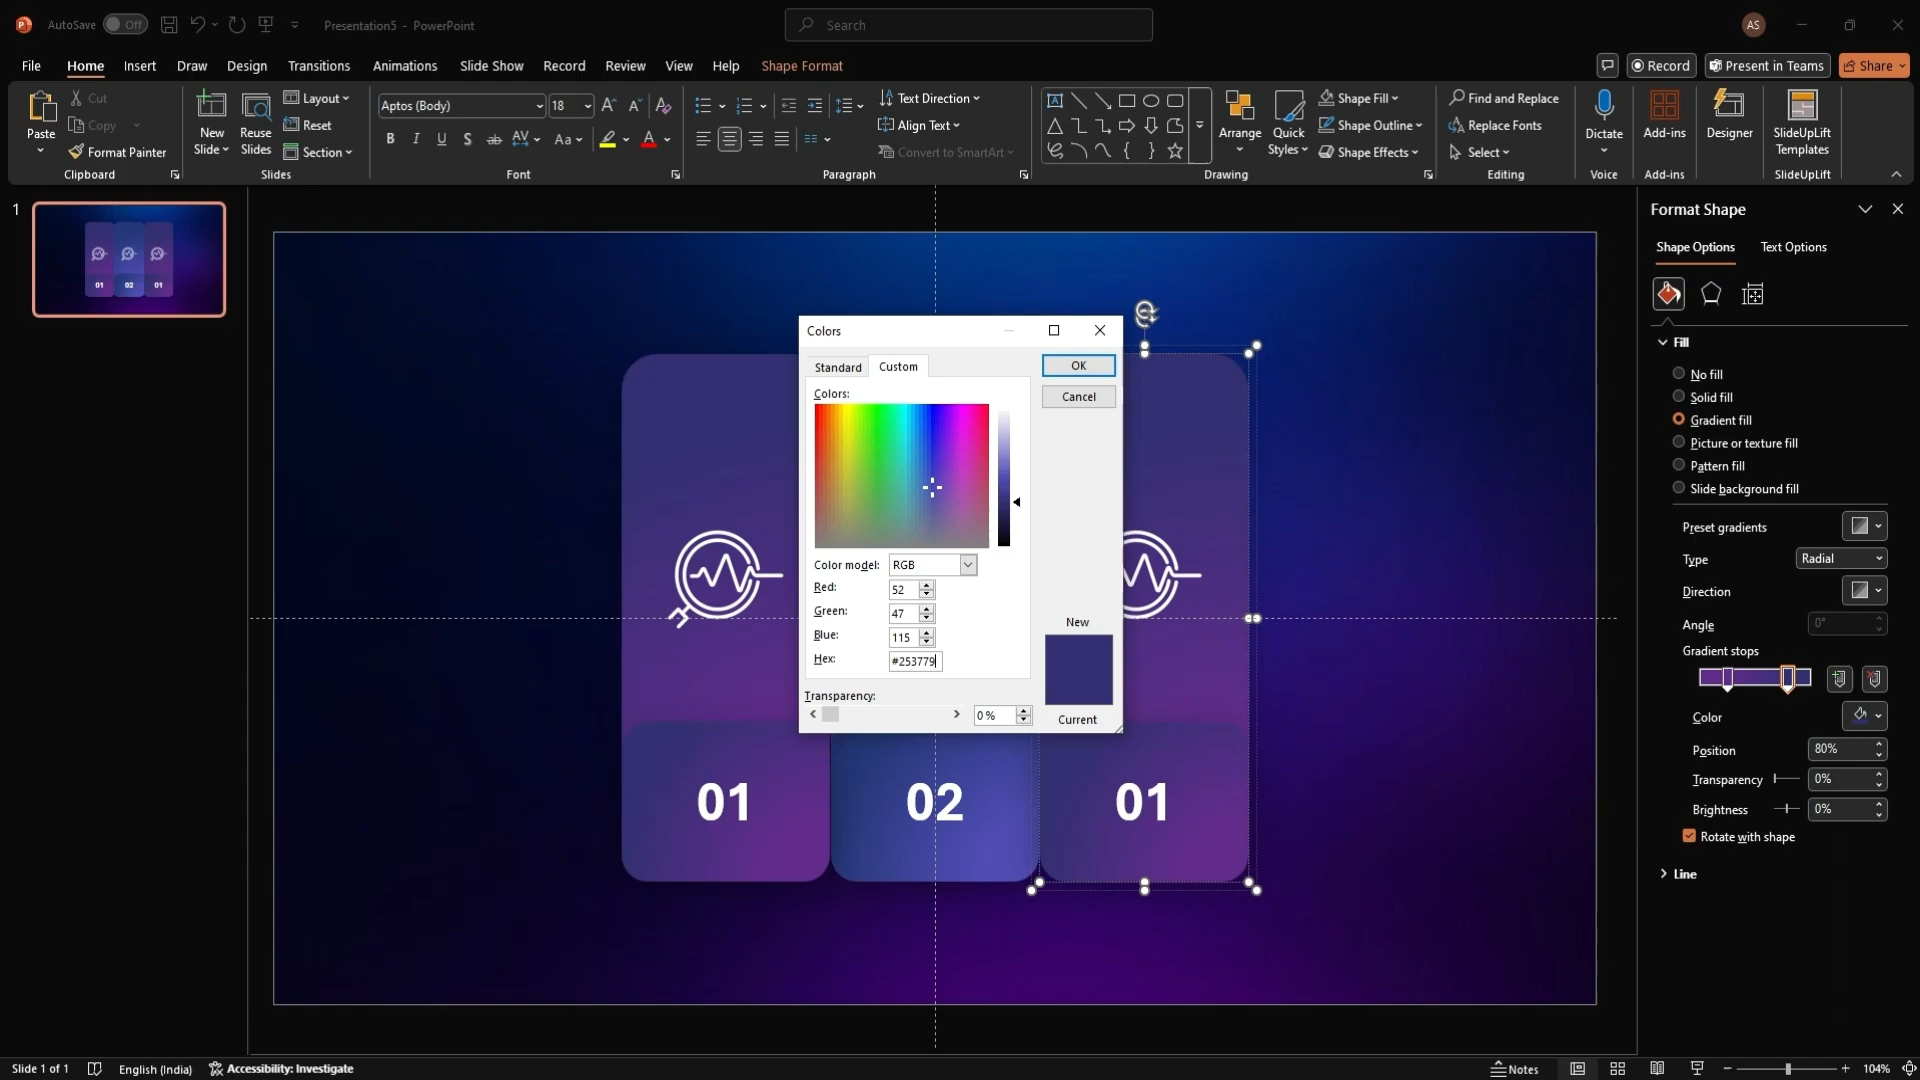 AutoSave Off Presentation5 - PowerPoint Search AS
File Home Insert Draw Design Transitions Animations Slide Show Record Review View Help Shape Format Record Present in Teams Share
Paste
Cut
Copy
Format Painter
Clipboard
New Slide
Reuse Slides
Layout
Reset
Section
Slides
Aptos (Body) 18
B I U S ab AV Aa A
Font
Text Direction
Align Text
Convert to SmartArt
Paragraph
Arrange
Quick Styles
Shape Fill
Shape Outline
Shape Effects
Drawing
Find and Replace
Replace Fonts
Select
Editing
Dictate
Voice
Add-ins
Add-ins
Designer
SlideUpLift Templates
SlideUpLift
1
01 02 01
01
02
01
Colors
Standard Custom
OK
Cancel
Colors:
Color model: RGB
Red: 52
Green: 47
Blue: 115
Hex: #253779
Transparency:
0 %
New
Current
Format Shape
Shape Options Text Options
Fill
No fill
Solid fill
Gradient fill
Picture or texture fill
Pattern fill
Slide background fill
Preset gradients
Type Radial
Direction
Angle 0°
Gradient stops
Color
Position 80%
Transparency 0%
Brightness 0%
Rotate with shape
Line
Slide 1 of 1 English (India) Accessibility: Investigate Notes 104%